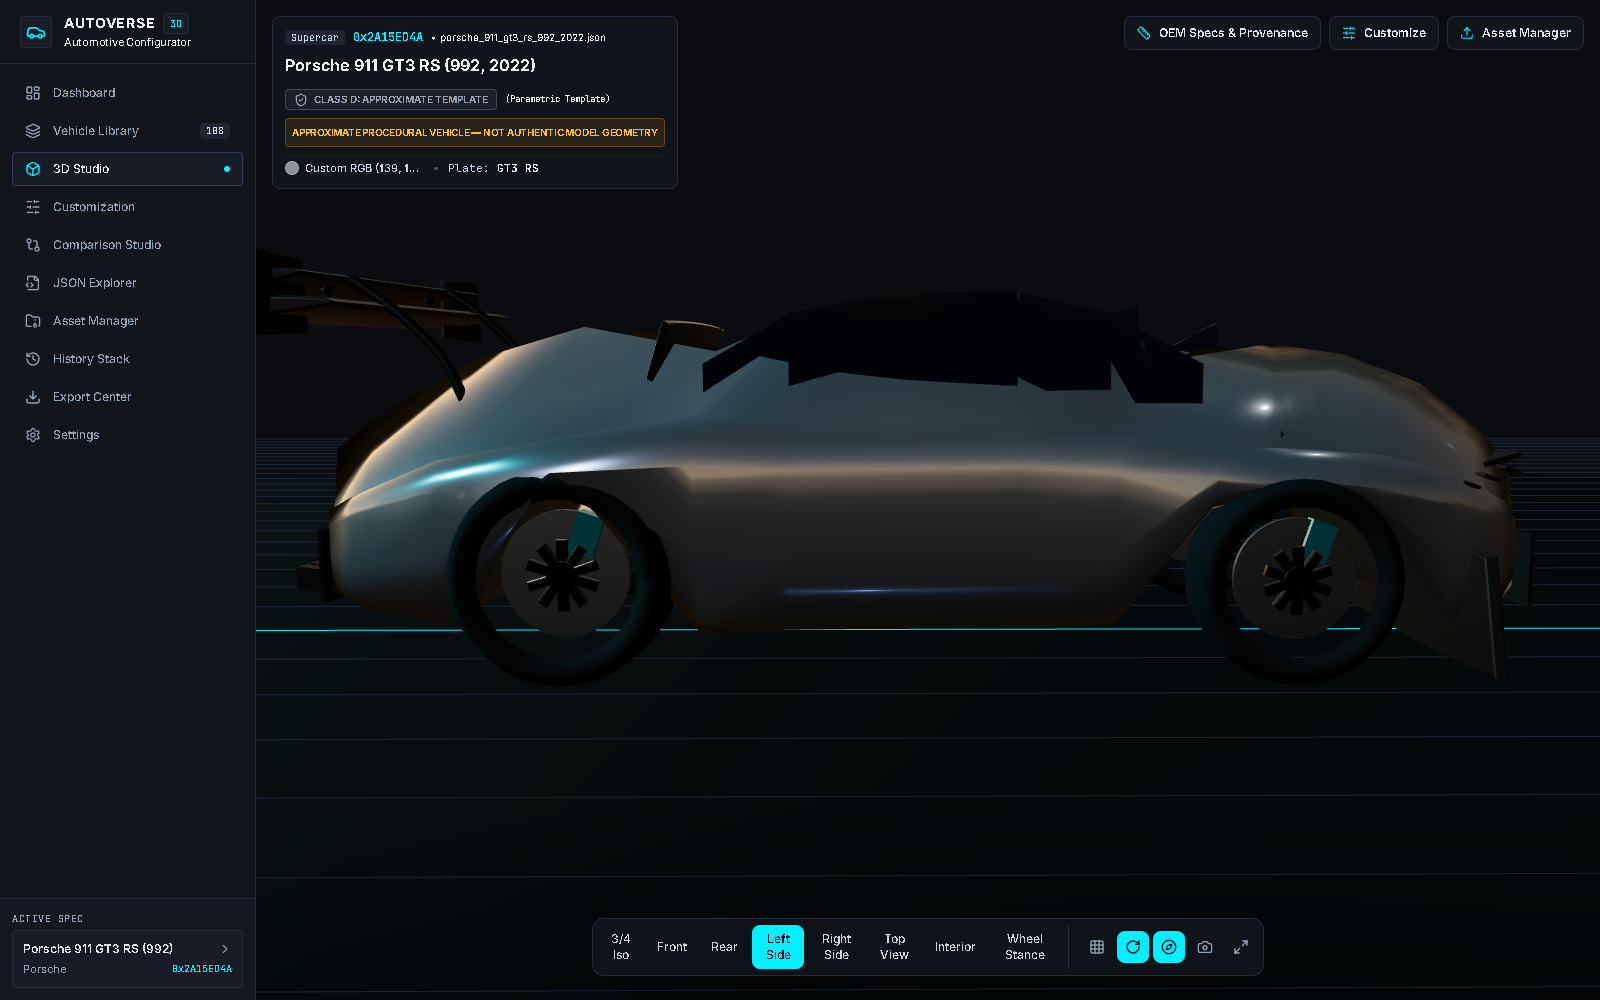 AUTOVERSE 3D
Automotive Configurator
Dashboard
Vehicle Library 188
3D Studio
Customization
Comparison Studio
JSON Explorer
Asset Manager
History Stack
Export Center
Settings
ACTIVE SPEC
Porsche 911 GT3 RS (992)
Porsche 0x2A15ED4A
Supercar 0x2A15ED4A • porsche_911_gt3_rs_992_2022.json
Porsche 911 GT3 RS (992, 2022)
CLASS D: APPROXIMATE TEMPLATE (Parametric Template)
APPROXIMATE PROCEDURAL VEHICLE — NOT AUTHENTIC MODEL GEOMETRY
Custom RGB (139, 1... • Plate: GT3 RS
OEM Specs & Provenance
Customize
Asset Manager
3/4 Iso
Front
Rear
Left Side
Right Side
Top View
Interior
Wheel Stance